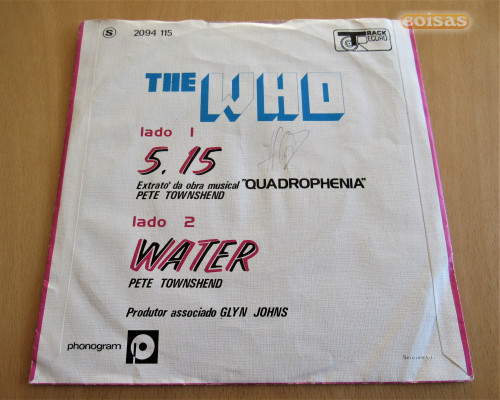 eoisas
S 2094 115
TRACK
RECORD
THE WHO
lado 1
5.15
Extrato' da obra musical "QUADROPHENIA"
PETE TOWNSHEND
lado 2
WATER
PETE TOWNSHEND
Produtor associado GLYN JOHNS
phonogram p